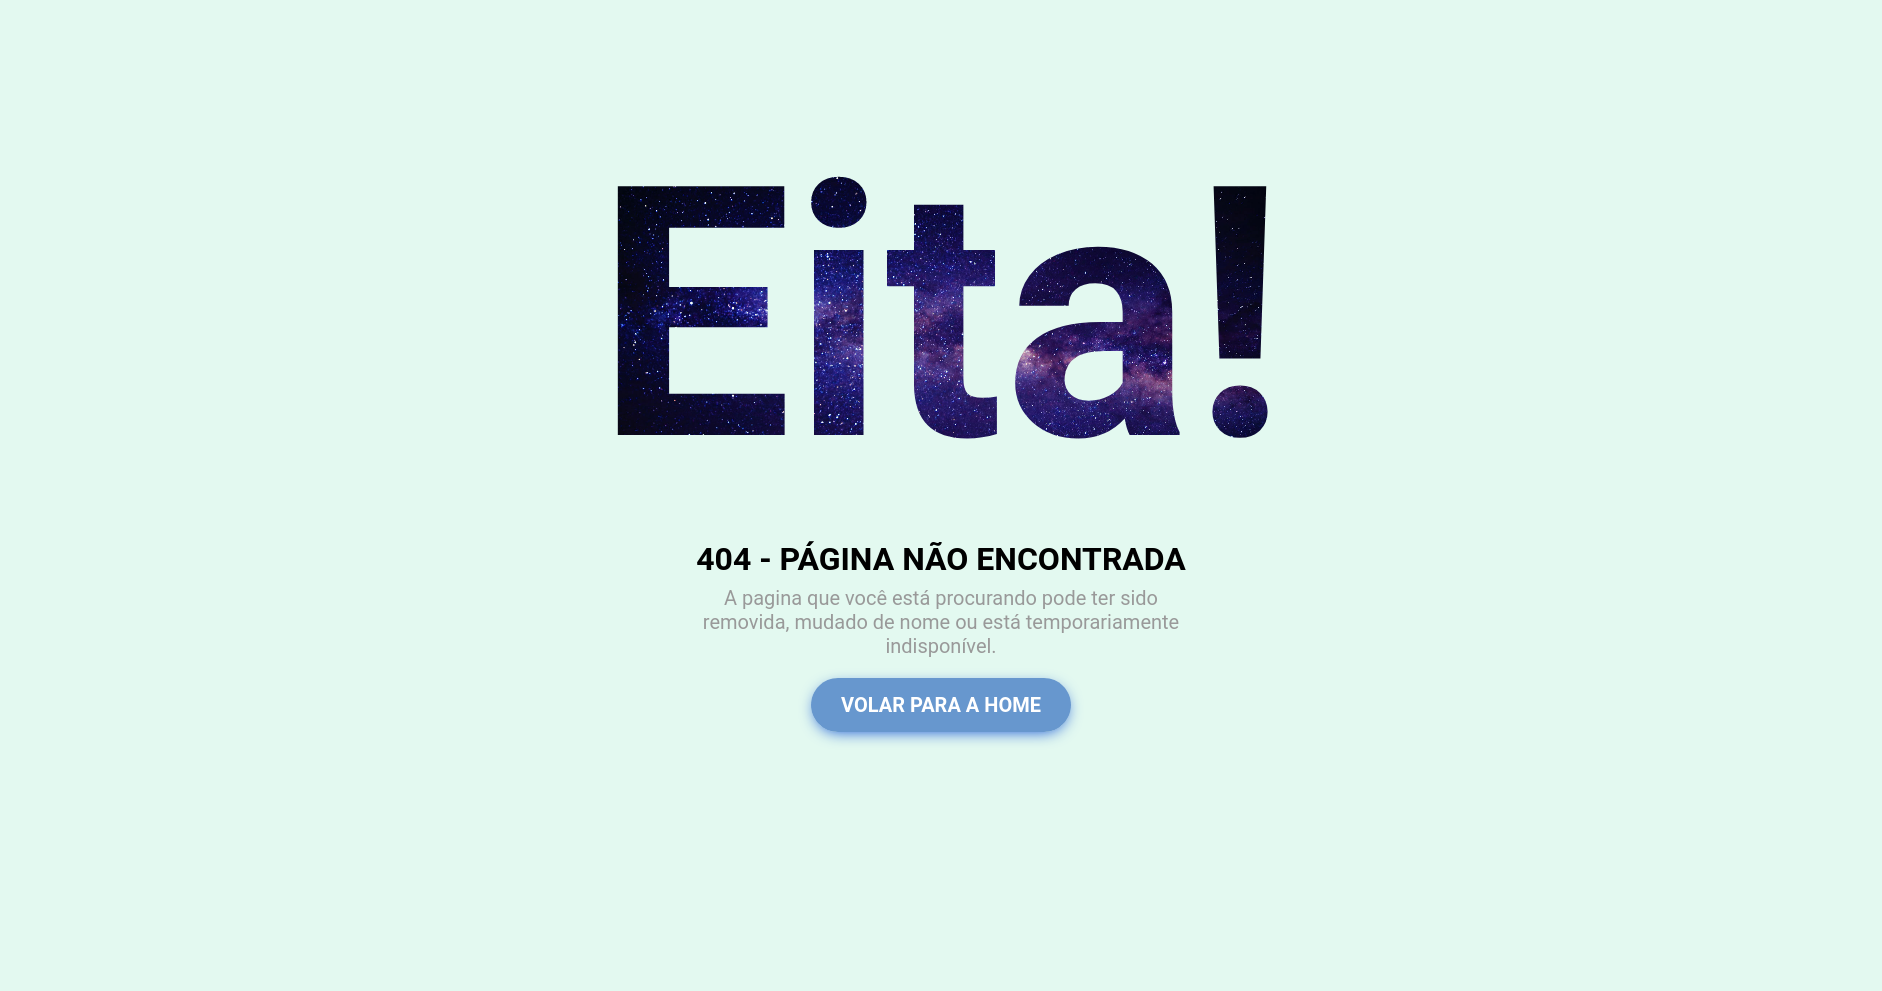 Eita!
404 - PÁGINA NÃO ENCONTRADA
A pagina que você está procurando pode ter sido
removida, mudado de nome ou está temporariamente
indisponível.
VOLAR PARA A HOME